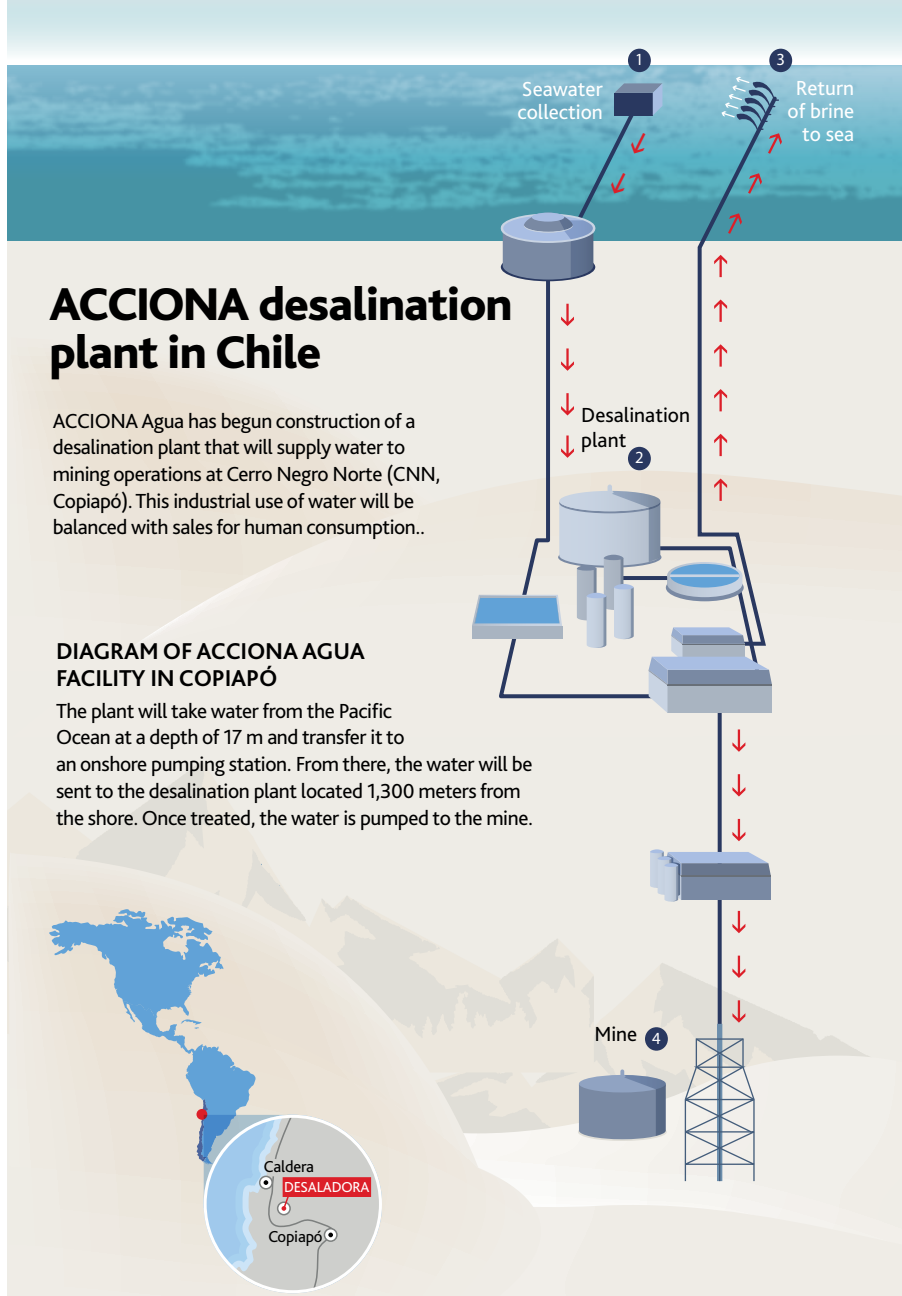 1
3
Seawater
collection
Return
of brine
to sea
ACCIONA desalination
plant in Chile
ACCIONA Agua has begun construction of a
desalination plant that will supply water to
mining operations at Cerro Negro Norte (CNN,
Copiapó). This industrial use of water will be
balanced with sales for human consumption..
Desalination
plant
2
DIAGRAM OF ACCIONA AGUA
FACILITY IN COPIAPÓ
The plant will take water from the Pacific
Ocean at a depth of 17 m and transfer it to
an onshore pumping station. From there, the water will be
sent to the desalination plant located 1,300 meters from
the shore. Once treated, the water is pumped to the mine.
Mine 4
Caldera
DESALADORA
Copiapó